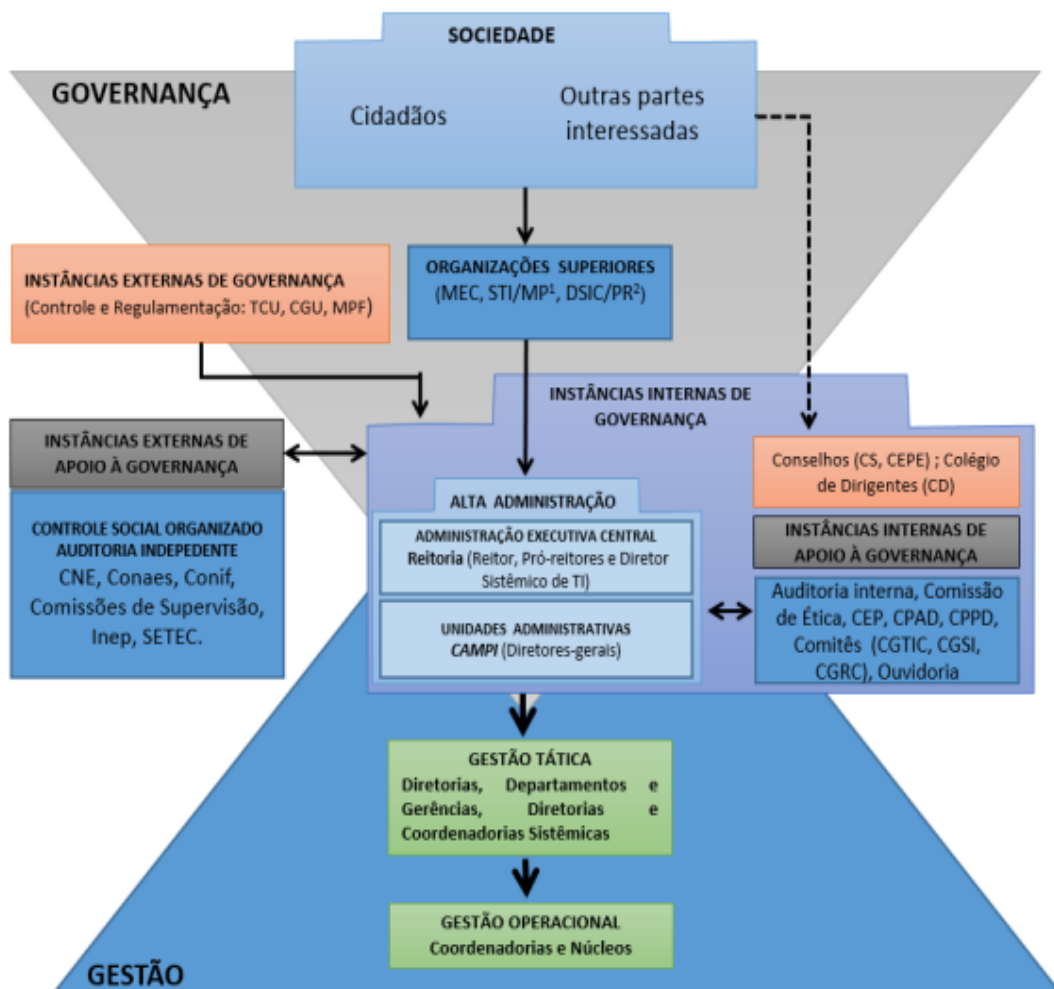 SOCIEDADE
GOVERNANÇA
Cidadãos
Outras partes
interessadas
INSTÂNCIAS EXTERNAS DE GOVERNANÇA
(Controle e Regulamentação: TCU, CGU, MPF)
ORGANIZAÇÕES SUPERIORES
(MEC, STI/MP¹, DSIC/PR²)
INSTÂNCIAS INTERNAS DE
GOVERNANÇA
INSTÂNCIAS EXTERNAS DE
APOIO À GOVERNANÇA
CONTROLE SOCIAL ORGANIZADO
AUDITORIA INDEPEDENTE
CNE, Conaes, Conif,
Comissões de Supervisão,
Inep, SETEC.
ALTA ADMINISTRAÇÃO
ADMINISTRAÇÃO EXECUTIVA CENTRAL
Reitoria (Reitor, Pró-reitores e Diretor
Sistêmico de TI)
UNIDADES ADMINISTRATIVAS
CAMPI (Diretores-gerais)
Conselhos (CS, CEPE) ; Colégio
de Dirigentes (CD)
INSTÂNCIAS INTERNAS DE
APOIO À GOVERNANÇA
Auditoria interna, Comissão
de Ética, CEP, CPAD, CPPD,
Comitês (CGTIC, CGSI,
CGRC), Ouvidoria
GESTÃO TÁTICA
Diretorias, Departamentos e
Gerências, Diretorias e
Coordenadorias Sistêmicas
GESTÃO OPERACIONAL
Coordenadorias e Núcleos
GESTÃO